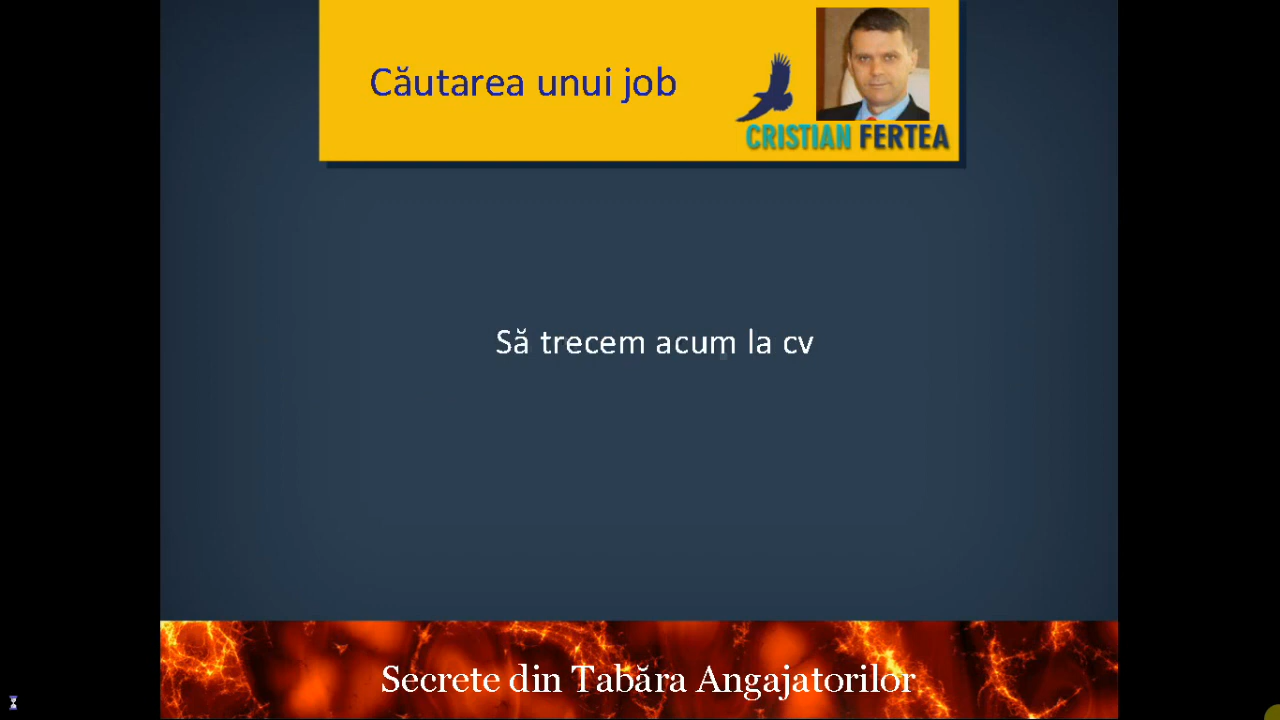 Căutarea unui job
CRISTIAN FERTEA
Să trecem acum la cv
Secrete din Tabăra Angajatorilor